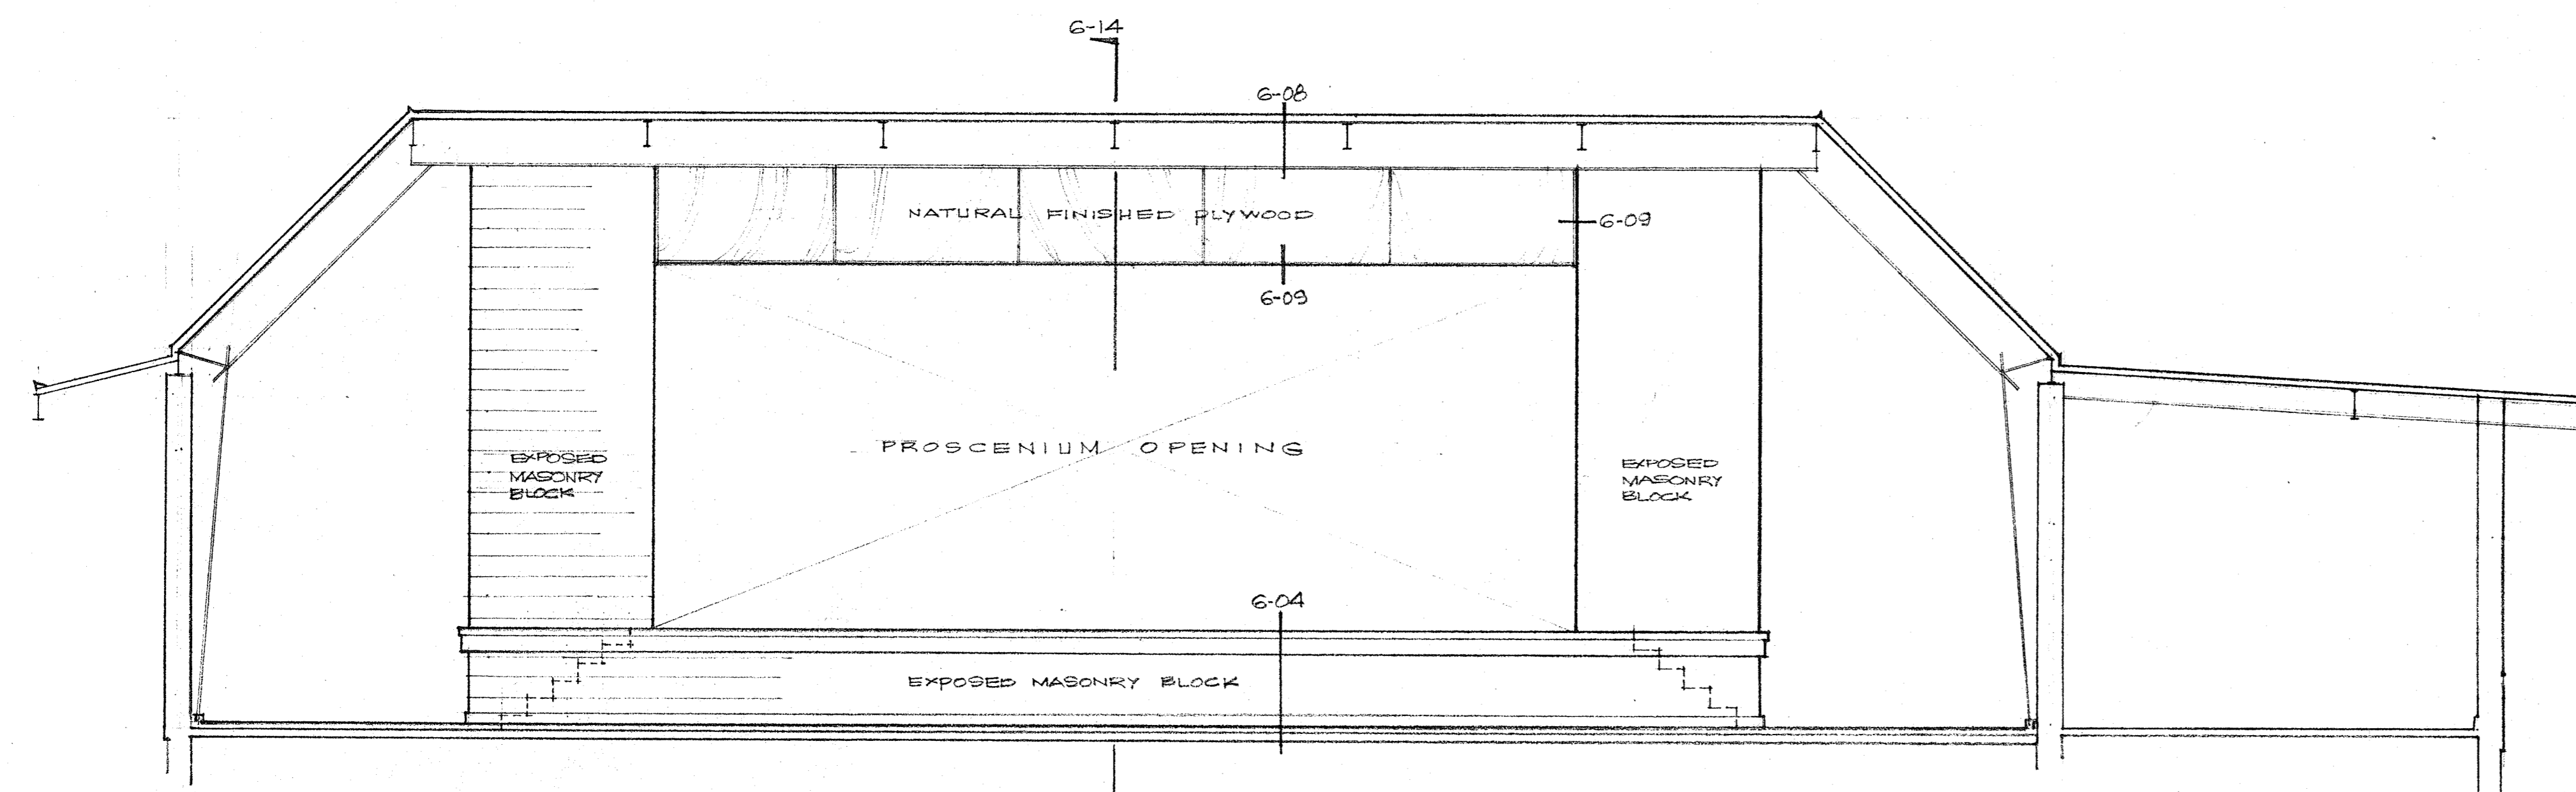 6-14
6-08
NATURAL FINISHED PLYWOOD
6-09
6-09
PROSCENIUM OPENING
EXPOSED
MASONRY
BLOCK
EXPOSED
MASONRY
BLOCK
6-04
EXPOSED MASONRY BLOCK